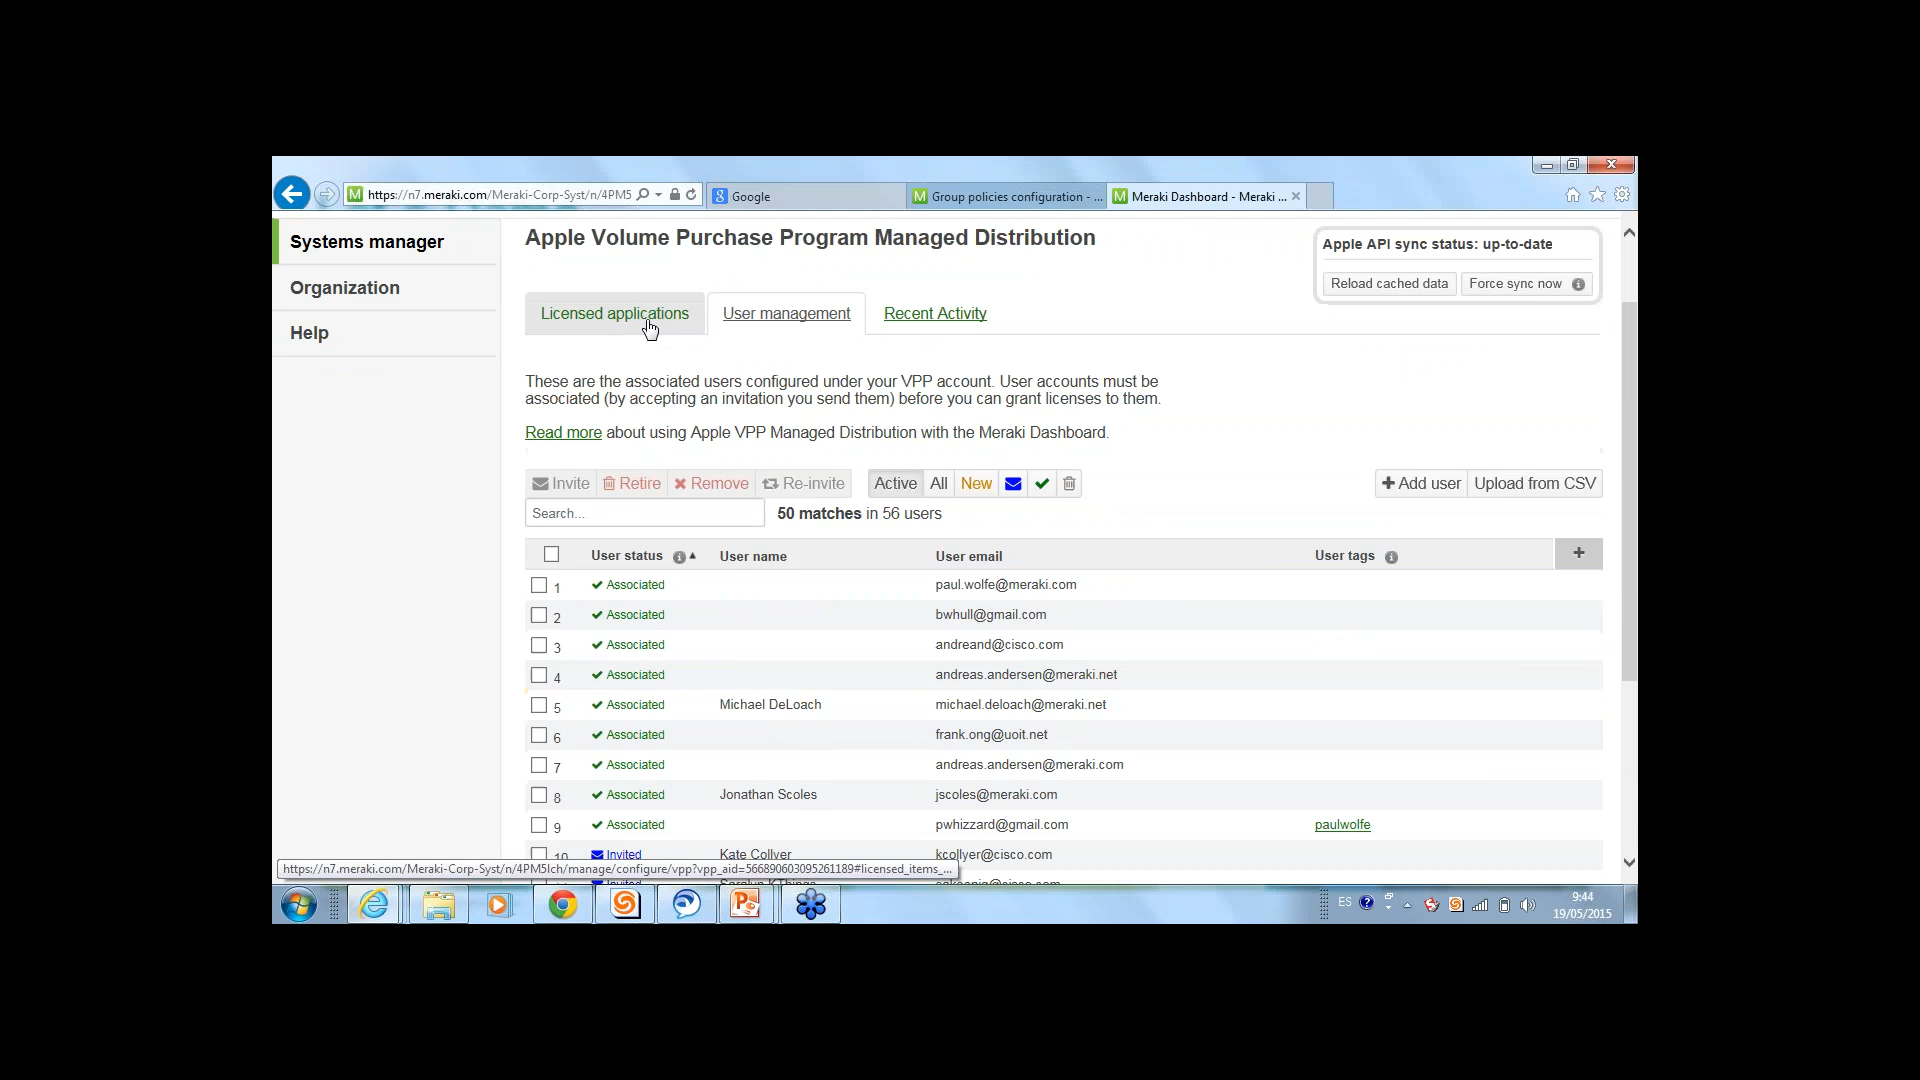 https://n7.meraki.com/Meraki-Corp-Syst/n/4PM5
Google
Group policies configuration - ...
Meraki Dashboard - Meraki ...
Systems manager
Organization
Help
Apple Volume Purchase Program Managed Distribution
Apple API sync status: up-to-date
Reload cached data
Force sync now
Licensed applications
User management
Recent Activity
These are the associated users configured under your VPP account. User accounts must be
associated (by accepting an invitation you send them) before you can grant licenses to them.
Read more about using Apple VPP Managed Distribution with the Meraki Dashboard.
Invite Retire Remove Re-invite Active All New
+ Add user Upload from CSV
Search...
50 matches in 56 users
User status User name User email User tags +
1 Associated paul.wolfe@meraki.com
2 Associated bwhull@gmail.com
3 Associated andreand@cisco.com
4 Associated andreas.andersen@meraki.net
5 Associated Michael DeLoach michael.deloach@meraki.net
6 Associated frank.ong@uoit.net
7 Associated andreas.andersen@meraki.com
8 Associated Jonathan Scoles jscoles@meraki.com
9 Associated pwhizzard@gmail.com paulwolfe
10 Invited Kate Collyer kcollyer@cisco.com
https://n7.meraki.com/Meraki-Corp-Syst/n/4PM5Ich/manage/configure/vpp?vpp_aid=566890603095261189#licensed_items_...
ES
9:44
19/05/2015